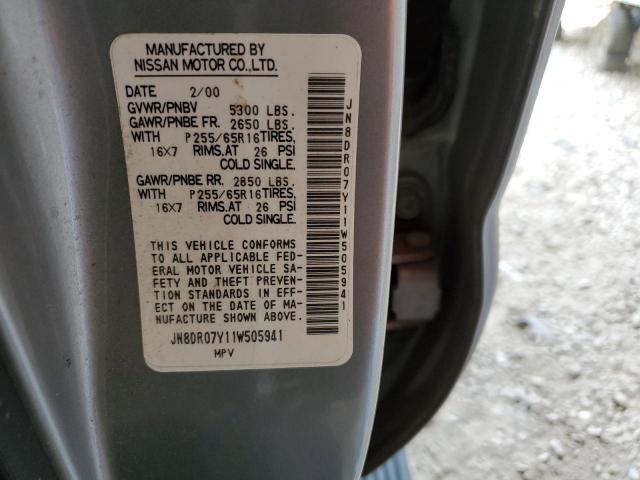 MANUFACTURED BY
NISSAN MOTOR CO.,LTD.
DATE 2/00
GVWR/PNBV 5300 LBS.
GAWR/PNBE FR. 2650 LBS.
WITH P255/65R16TIRES,
16X7 RIMS.AT 26 PSI
COLD SINGLE.
GAWR/PNBE RR. 2850 LBS.
WITH P255/65R16TIRES,
16X7 RIMS.AT 26 PSI
COLD SINGLE.
THIS VEHICLE CONFORMS
TO ALL APPLICABLE FED-
ERAL MOTOR VEHICLE SA-
FETY AND THEFT PREVEN-
TION STANDARDS IN EFF-
ECT ON THE DATE OF MA-
NUFACTURE SHOWN ABOVE.
JN8DR07Y11W505941
MPV
JN8DR07Y11W505941